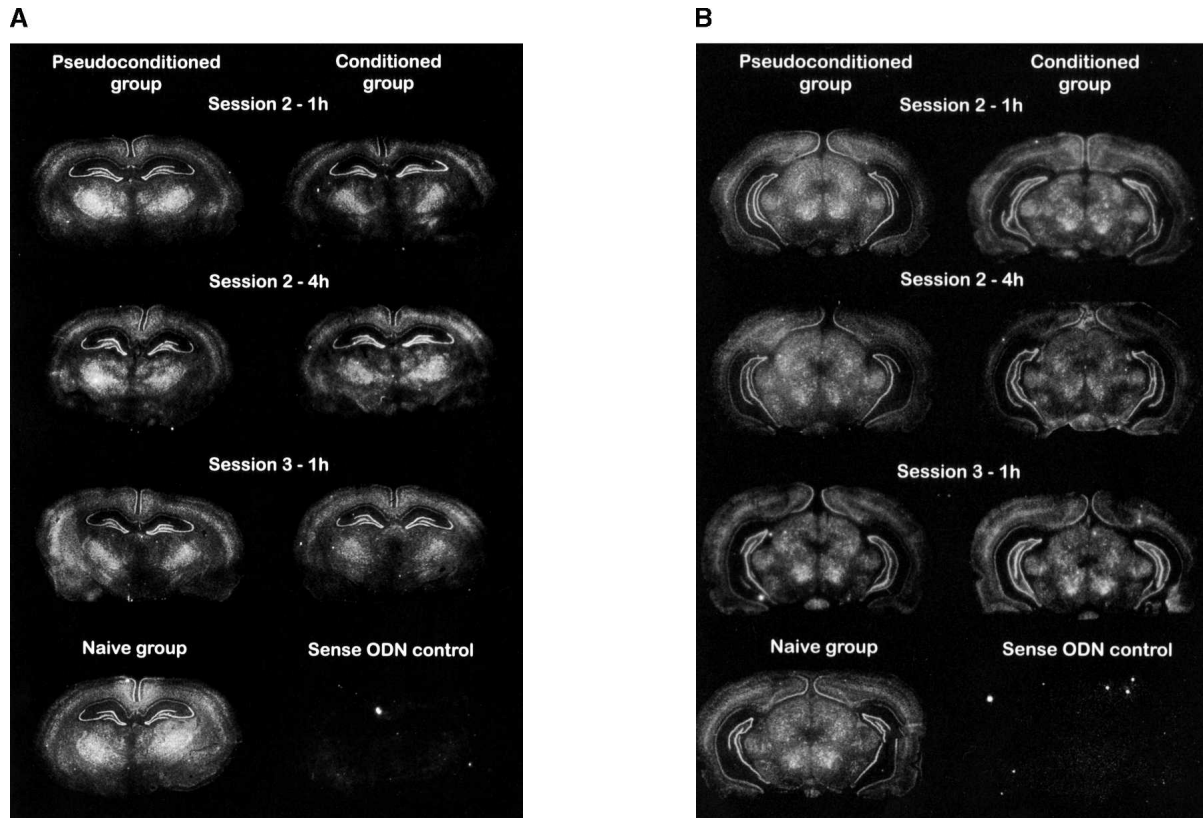 A
Pseudoconditioned group
Conditioned group
Session 2 - 1h
Session 2 - 4h
Session 3 - 1h
Naive group
Sense ODN control
B
Pseudoconditioned group
Conditioned group
Session 2 - 1h
Session 2 - 4h
Session 3 - 1h
Naive group
Sense ODN control